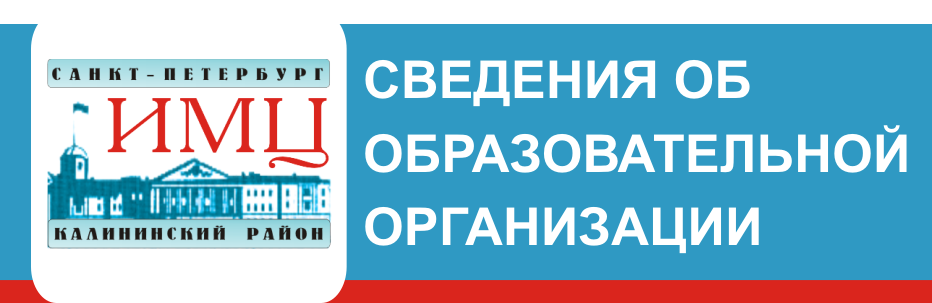 САНКТ-ПЕТЕРБУРГ
ИМЦ
КАЛИНИНСКИЙ РАЙОН
СВЕДЕНИЯ ОБ
ОБРАЗОВАТЕЛЬНОЙ
ОРГАНИЗАЦИИ